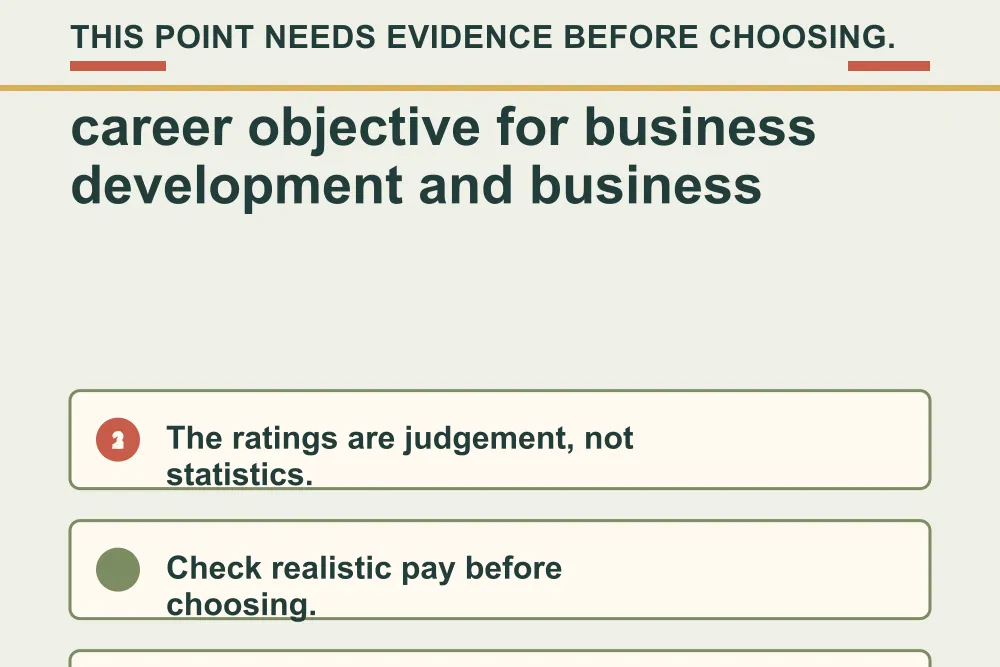 THIS POINT NEEDS EVIDENCE BEFORE CHOOSING.
career objective for business
development and business
The ratings are judgement, not
statistics.
Check realistic pay before
choosing.